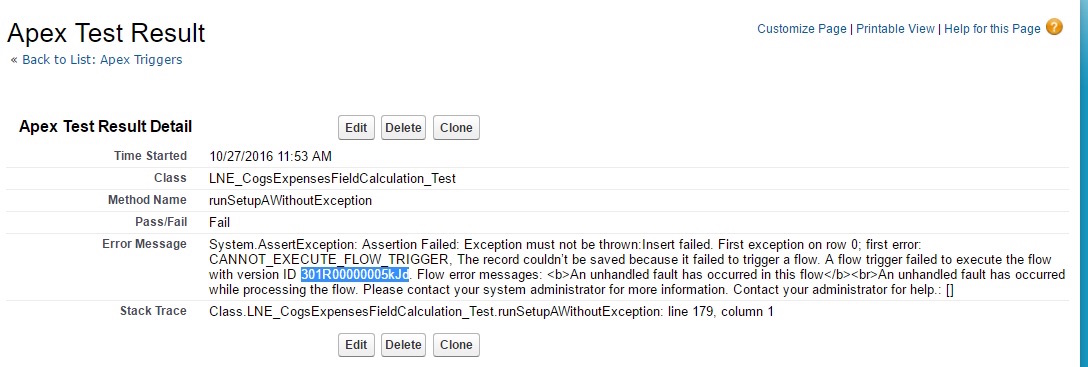 Apex Test Result
Customize Page | Printable View | Help for this Page ?
« Back to List: Apex Triggers
Apex Test Result Detail
Edit Delete Clone
Time Started 10/27/2016 11:53 AM
Class LNE_CogsExpensesFieldCalculation_Test
Method Name runSetupAWithoutException
Pass/Fail Fail
Error Message System.AssertException: Assertion Failed: Exception must not be thrown:Insert failed. First exception on row 0; first error:
CANNOT_EXECUTE_FLOW_TRIGGER, The record couldn't be saved because it failed to trigger a flow. A flow trigger failed to execute the flow
with version ID 301R00000005kJd. Flow error messages: <b>An unhandled fault has occurred in this flow</b><br>An unhandled fault has occurred
while processing the flow. Please contact your system administrator for more information. Contact your administrator for help.: []
Stack Trace Class.LNE_CogsExpensesFieldCalculation_Test.runSetupAWithoutException: line 179, column 1
Edit Delete Clone